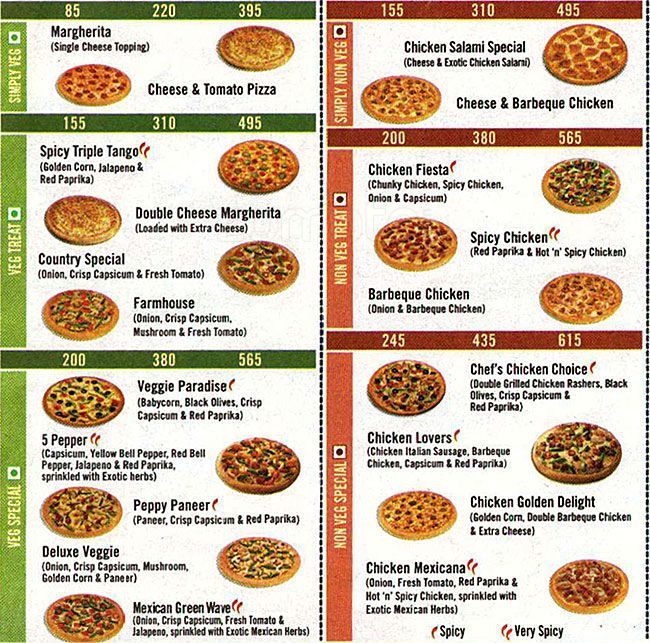 85 220 395
SIMPLY VEG
Margherita
(Single Cheese Topping)
Cheese & Tomato Pizza
155 310 495
VEG TREAT
Spicy Triple Tango
(Golden Corn, Jalapeno &
Red Paprika)
Double Cheese Margherita
(Loaded with Extra Cheese)
Country Special
(Onion, Crisp Capsicum & Fresh Tomato)
Farmhouse
(Onion, Crisp Capsicum,
Mushroom & Fresh Tomato)
200 380 565
VEG SPECIAL
Veggie Paradise
(Babycorn, Black Olives, Crisp
Capsicum & Red Paprika)
5 Pepper
(Capsicum, Yellow Bell Pepper, Red Bell
Pepper, Jalapeno & Red Paprika,
sprinkled with Exotic herbs)
Peppy Paneer
(Paneer, Crisp Capsicum & Red Paprika)
Deluxe Veggie
(Onion, Crisp Capsicum, Mushroom,
Golden Corn & Paneer)
Mexican Green Wave
(Onion, Crisp Capsicum, Fresh Tomato &
Jalapeno, sprinkled with Exotic Mexican Herbs)
155 310 495
SIMPLY NON VEG
Chicken Salami Special
(Cheese & Exotic Chicken Salami)
Cheese & Barbeque Chicken
200 380 565
NON VEG TREAT
Chicken Fiesta
(Chunky Chicken, Spicy Chicken,
Onion & Capsicum)
Spicy Chicken
(Red Paprika & Hot 'n' Spicy Chicken)
Barbeque Chicken
(Onion & Barbeque Chicken)
245 435 615
NON VEG SPECIAL
Chef's Chicken Choice
(Double Grilled Chicken Rashers, Black
Olives, Crisp Capsicum &
Red Paprika)
Chicken Lovers
(Chicken Italian Sausage, Barbeque
Chicken, Capsicum & Red Paprika)
Chicken Golden Delight
(Golden Corn, Double Barbeque Chicken
& Extra Cheese)
Chicken Mexicana
(Onion, Fresh Tomato, Red Paprika &
Hot 'n' Spicy Chicken, sprinkled with
Exotic Mexican Herbs)
Spicy Very Spicy